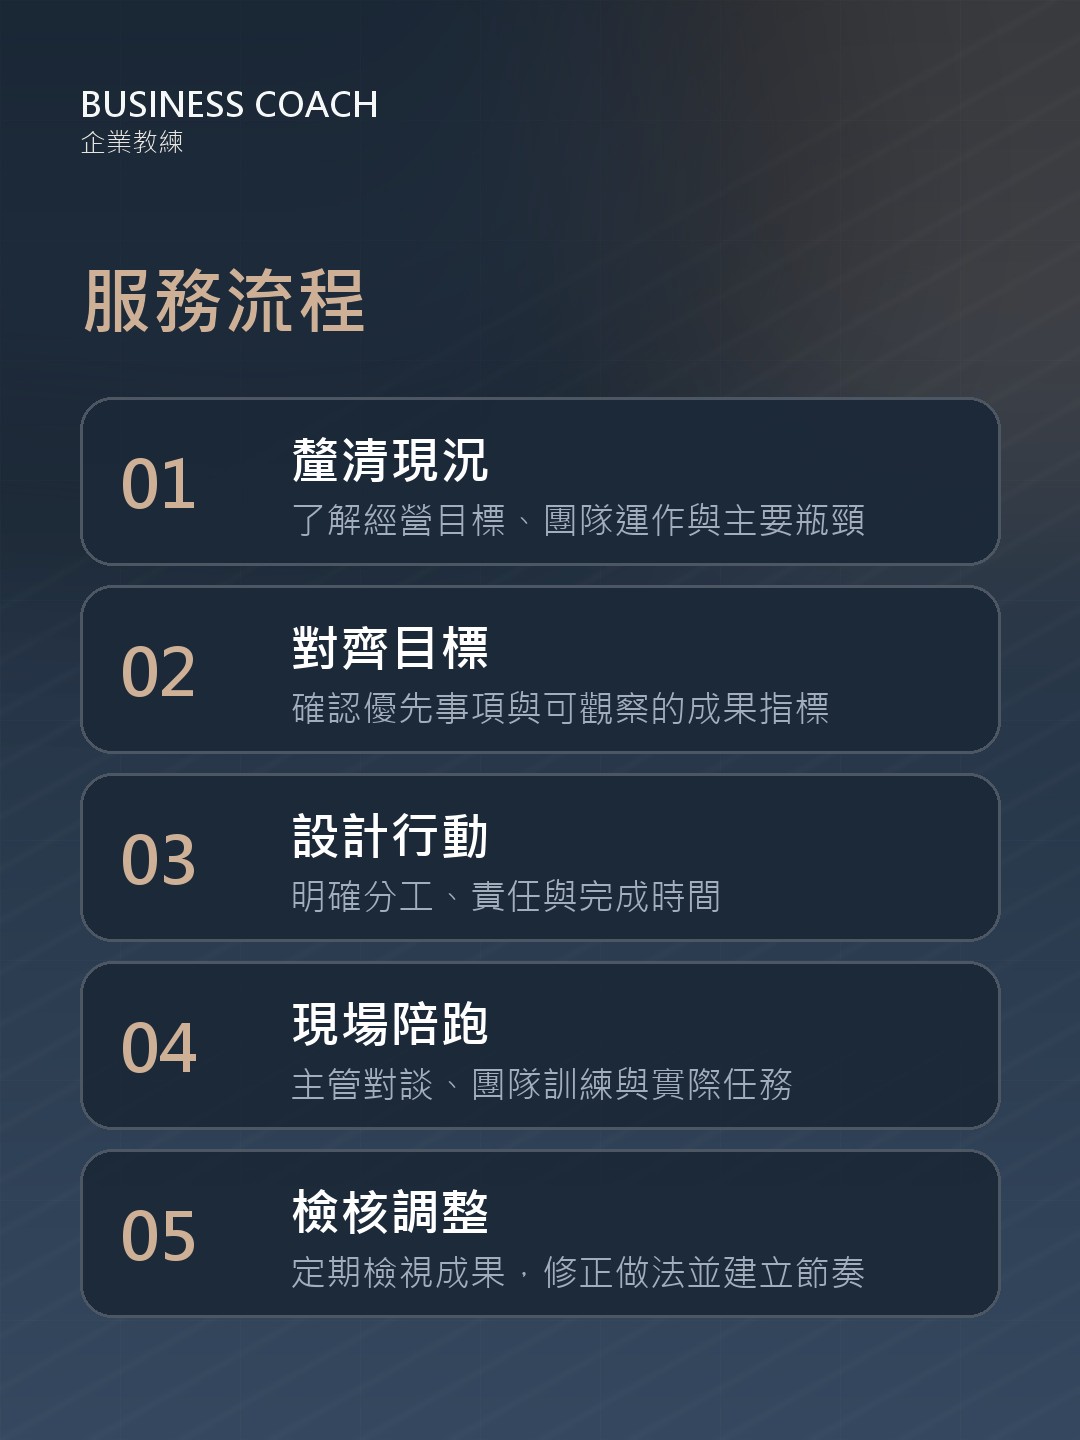 BUSINESS COACH
企業教練
服務流程
01
釐清現況
了解經營目標、團隊運作與主要瓶頸
02
對齊目標
確認優先事項與可觀察的成果指標
03
設計行動
明確分工、責任與完成時間
04
現場陪跑
主管對談、團隊訓練與實際任務
05
檢核調整
定期檢視成果，修正做法並建立節奏